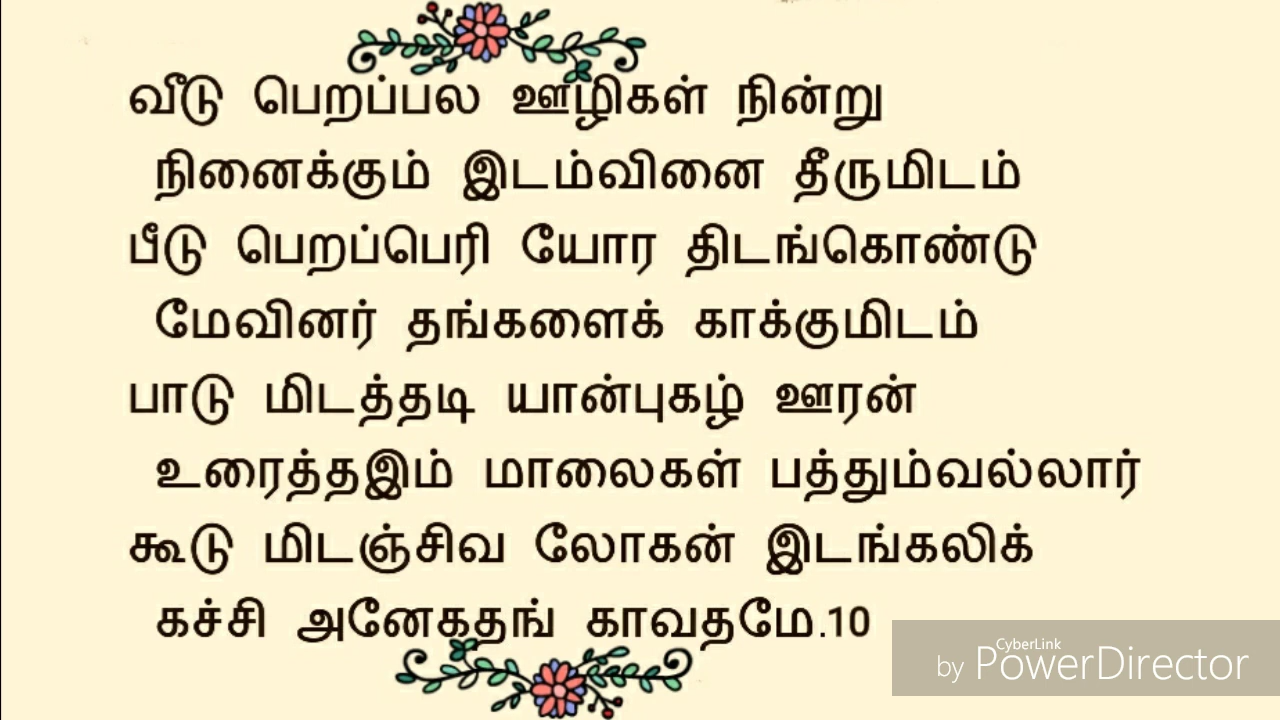 வீடு பெறப்பல ஊழிகள் நின்று
நினைக்கும் இடம்வினை தீருமிடம்
பீடு பெறப்பெரி யோர திடங்கொண்டு
மேவினர் தங்களைக் காக்குமிடம்
பாடு மிடத்தடி யான்புகழ் ஊரன்
உரைத்தஇம் மாலைகள் பத்தும்வல்லார்
கூடு மிடஞ்சிவ லோகன் இடங்கலிக்
கச்சி அனேகதங் காவதமே.10
CyberLink
by PowerDirector